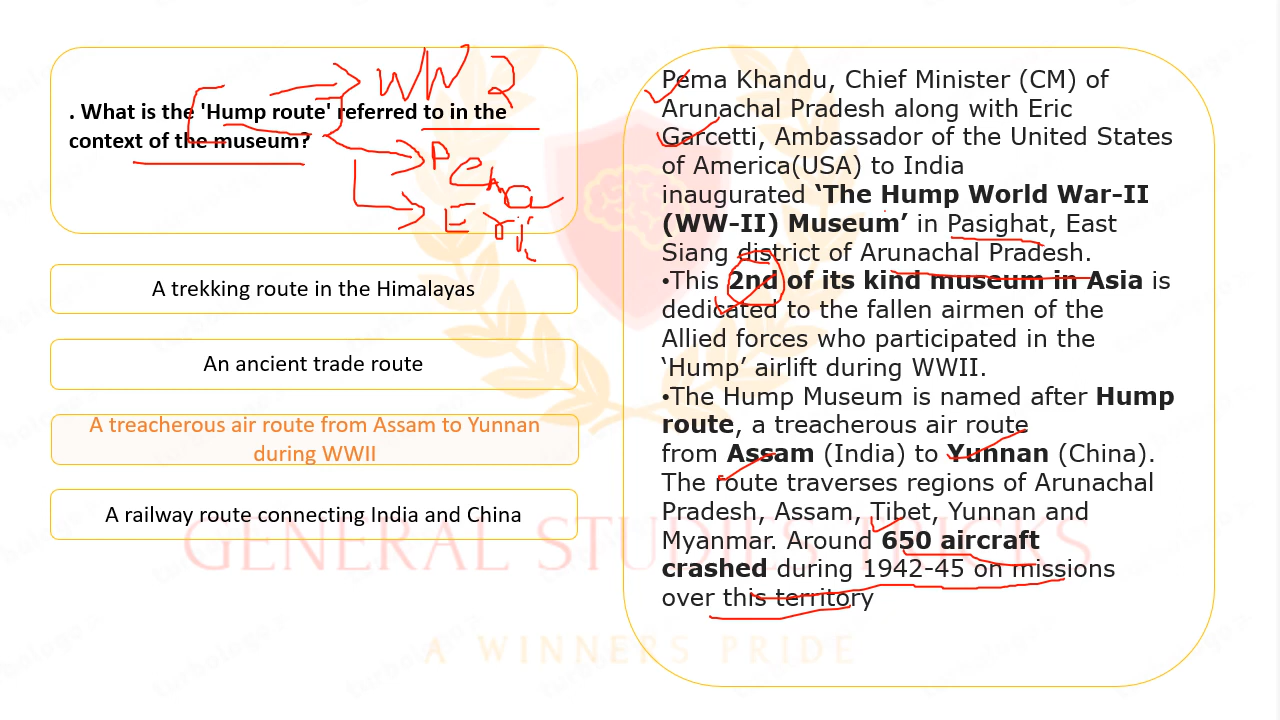 . What is the 'Hump route' referred to in the
context of the museum?
WW 2
Pema
Eric
A trekking route in the Himalayas
An ancient trade route
A treacherous air route from Assam to Yunnan
during WWII
A railway route connecting India and China
Pema Khandu, Chief Minister (CM) of
Arunachal Pradesh along with Eric
Garcetti, Ambassador of the United States
of America(USA) to India
inaugurated ‘The Hump World War-II
(WW-II) Museum’ in Pasighat, East
Siang district of Arunachal Pradesh.
•This 2nd of its kind museum in Asia is
dedicated to the fallen airmen of the
Allied forces who participated in the
‘Hump’ airlift during WWII.
•The Hump Museum is named after Hump
route, a treacherous air route
from Assam (India) to Yunnan (China).
The route traverses regions of Arunachal
Pradesh, Assam, Tibet, Yunnan and
Myanmar. Around 650 aircraft
crashed during 1942-45 on missions
over this territory
GENERAL STUDIES TRICKS
A WINNERS PRIDE